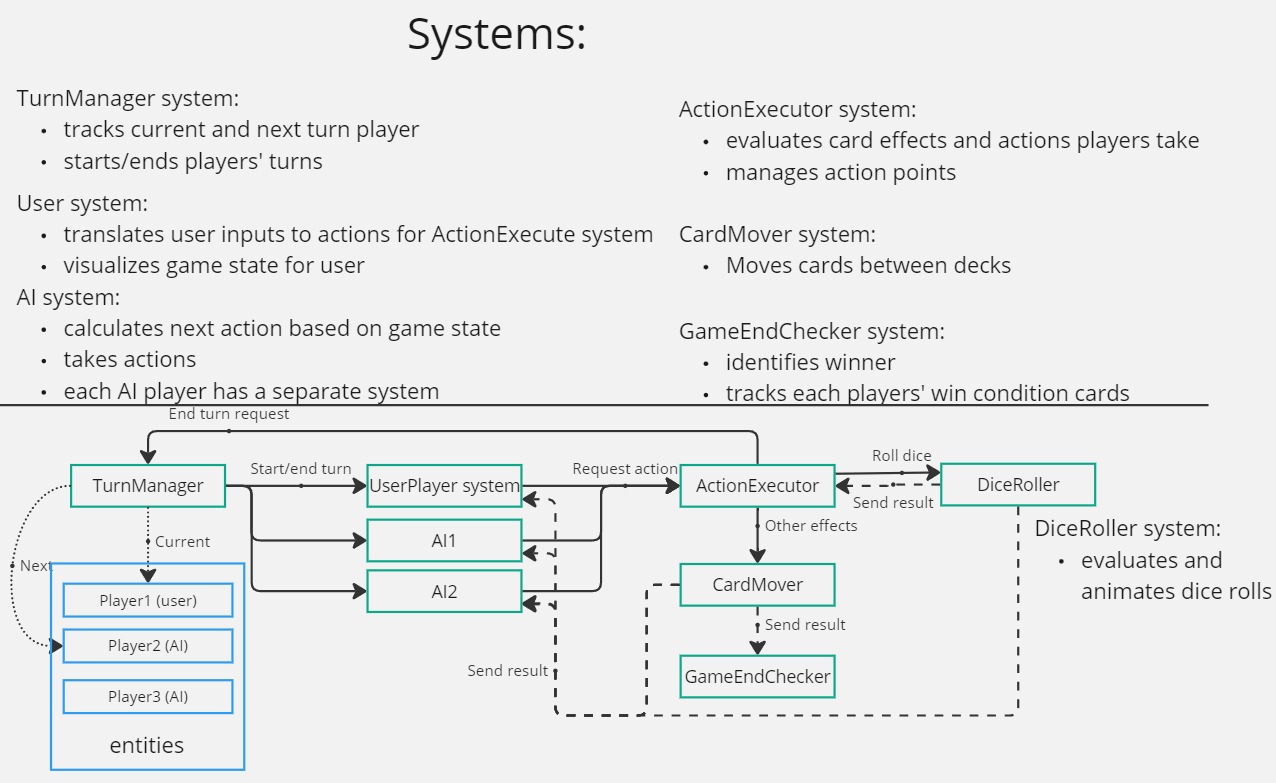 Systems:
TurnManager system:
• tracks current and next turn player
• starts/ends players' turns
User system:
• translates user inputs to actions for ActionExecute system
• visualizes game state for user
AI system:
• calculates next action based on game state
• takes actions
• each AI player has a separate system
ActionExecutor system:
• evaluates card effects and actions players take
• manages action points
CardMover system:
• Moves cards between decks
GameEndChecker system:
• identifies winner
• tracks each players' win condition cards
End turn request
TurnManager
Start/end turn
UserPlayer system
Request action
ActionExecutor
Roll dice
Send result
DiceRoller
AI1
AI2
Other effects
CardMover
Send result
GameEndChecker
Send result
Current
Next
Player1 (user)
Player2 (AI)
Player3 (AI)
entities
DiceRoller system:
• evaluates and
animates dice rolls